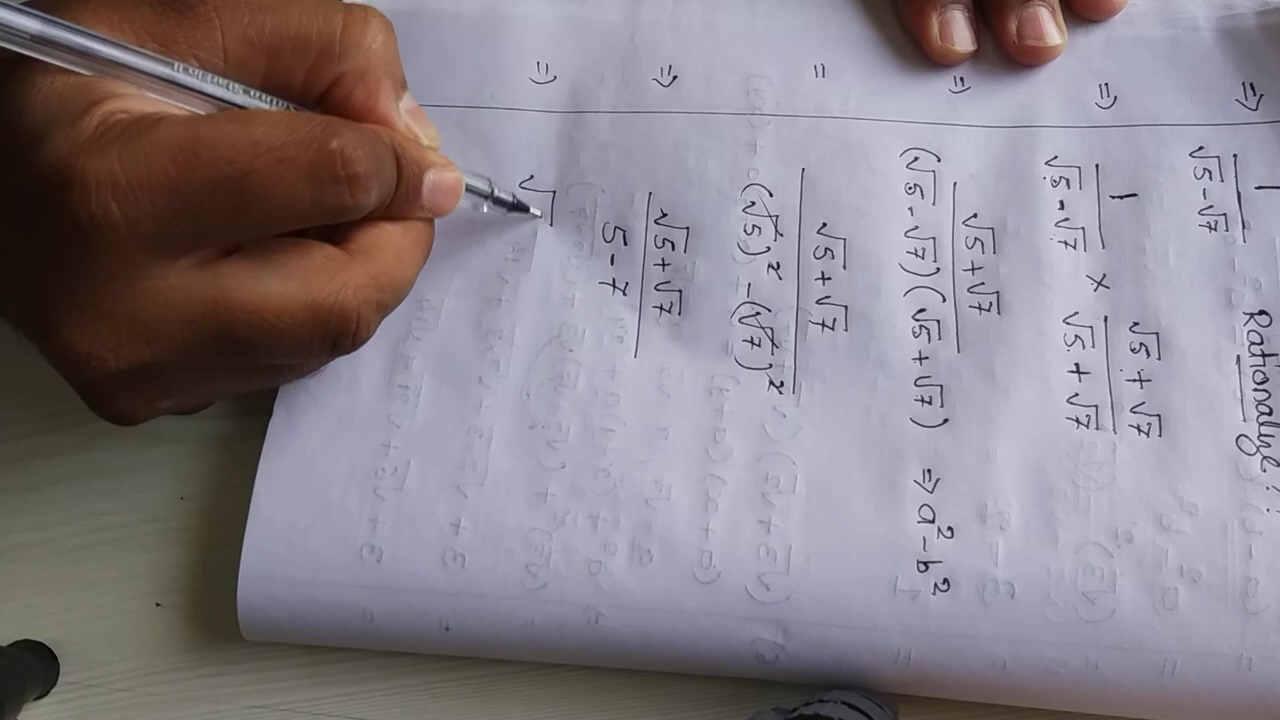 ⇒ 1/(√5-√7) Rationalize!!
⇒ 1/(√5-√7) × (√5+√7)/(√5+√7)
⇒ (√5+√7)/((√5-√7)(√5+√7)) ⇒ a²-b²
= (√5+√7)/((√5)²-(√7)²)
⇒ (√5+√7)/(5-7)
⇒ √